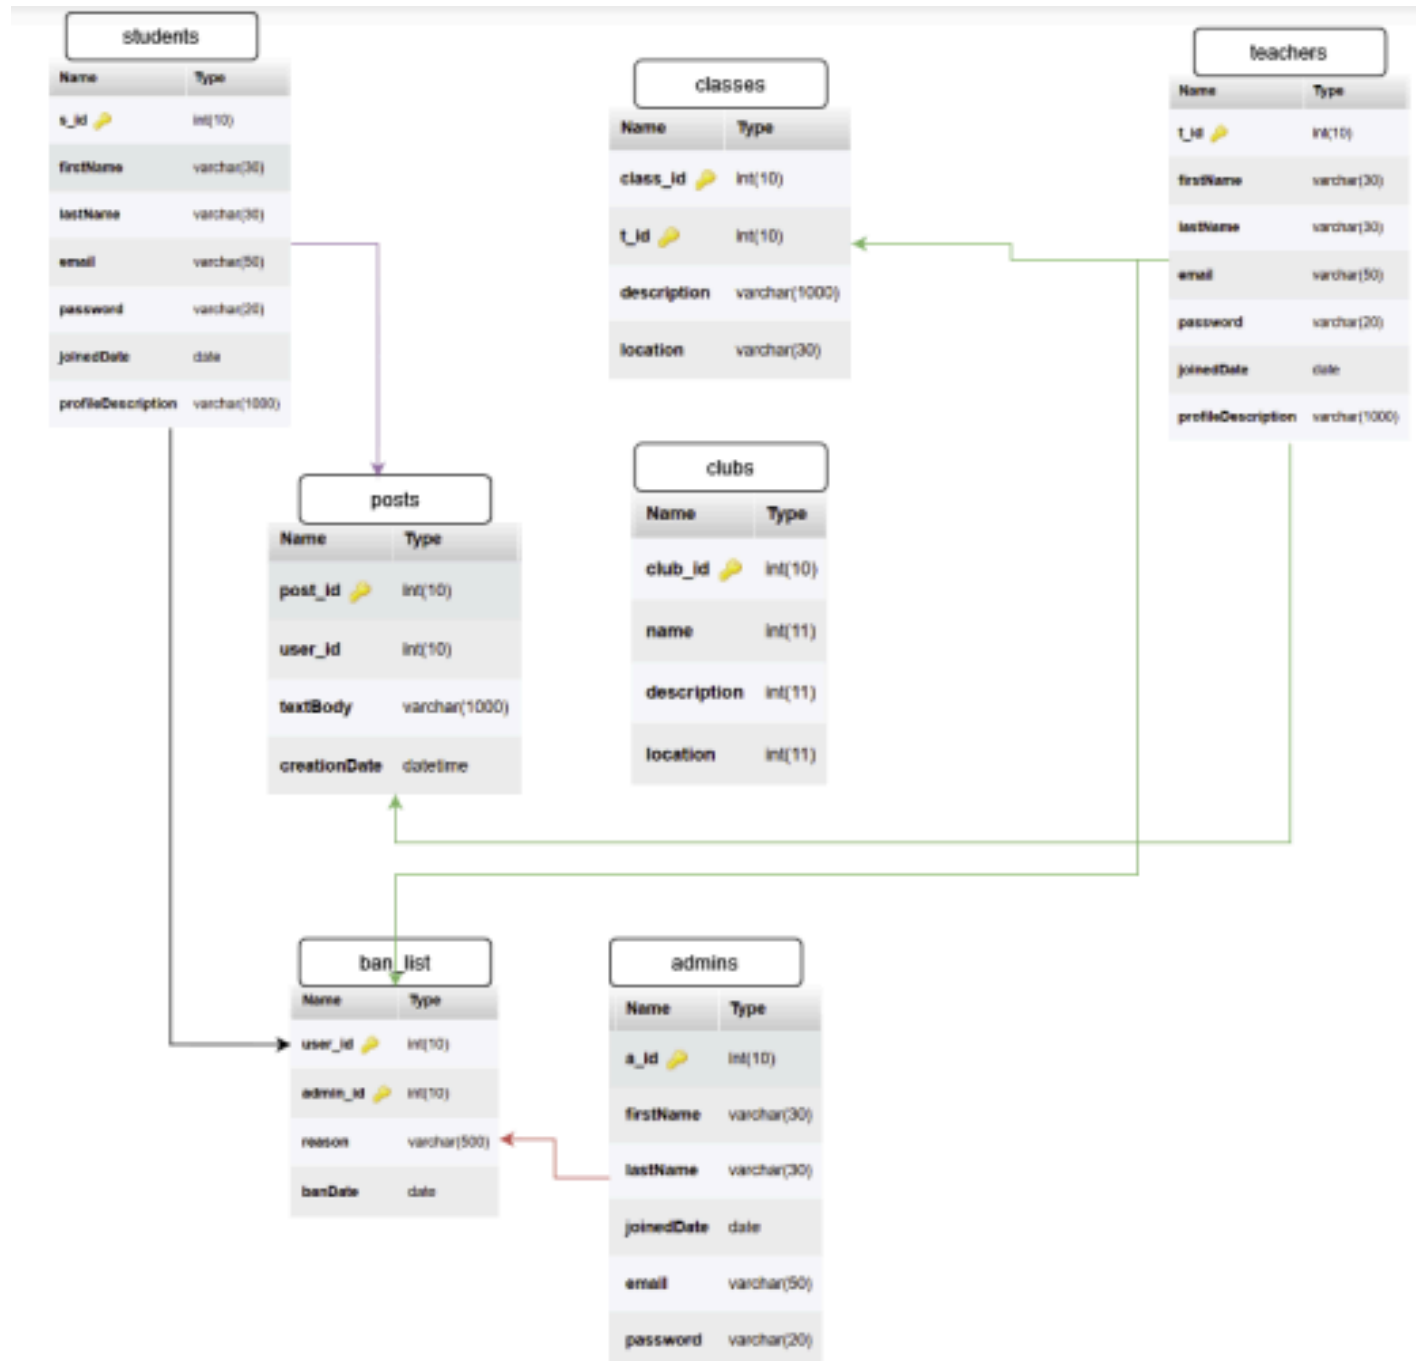 students
Name Type
s_id int(10)
firstName varchar(30)
lastName varchar(30)
email varchar(50)
password varchar(20)
joinedDate date
profileDescription varchar(1000)
classes
Name Type
class_id int(10)
t_id int(10)
description varchar(1000)
location varchar(30)
teachers
Name Type
t_id int(10)
firstName varchar(30)
lastName varchar(30)
email varchar(50)
password varchar(20)
joinedDate date
profileDescription varchar(1000)
posts
Name Type
post_id int(10)
user_id int(10)
textBody varchar(1000)
creationDate datetime
clubs
Name Type
club_id int(10)
name int(11)
description int(11)
location int(11)
ban_list
Name Type
user_id int(10)
admin_id int(10)
reason varchar(500)
banDate date
admins
Name Type
a_id int(10)
firstName varchar(30)
lastName varchar(30)
joinedDate date
email varchar(50)
password varchar(20)